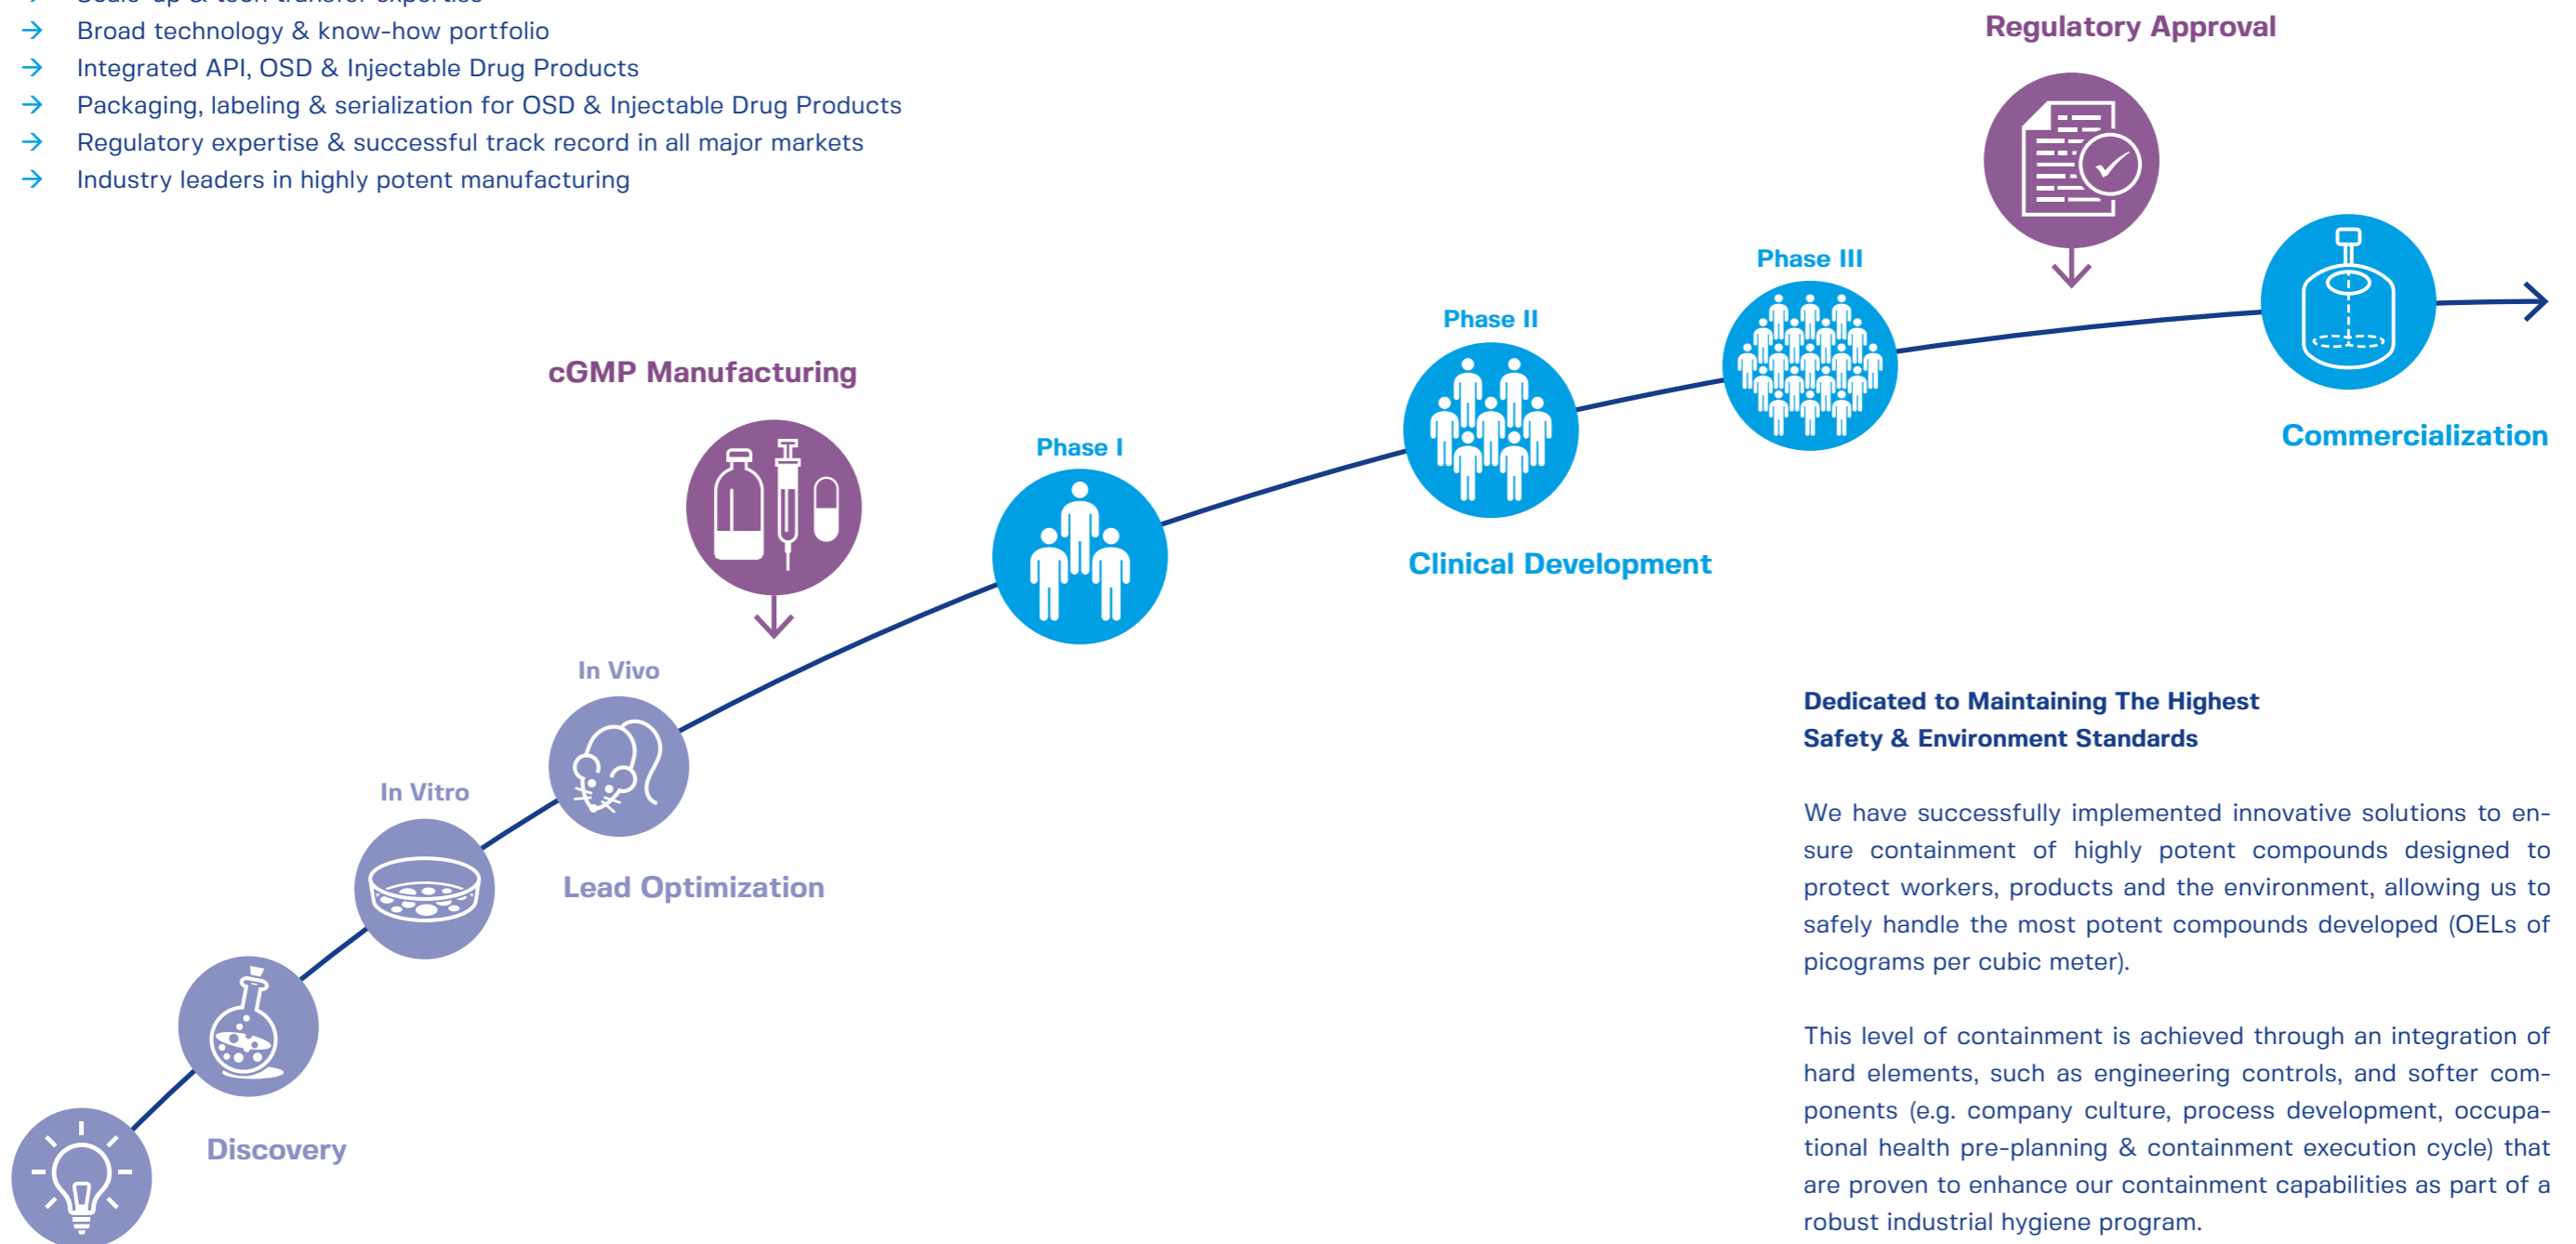 Scale-up & tech transfer expertise
→ Broad technology & know-how portfolio
→ Integrated API, OSD & Injectable Drug Products
→ Packaging, labeling & serialization for OSD & Injectable Drug Products
→ Regulatory expertise & successful track record in all major markets
→ Industry leaders in highly potent manufacturing
Regulatory Approval
Phase III
Phase II
cGMP Manufacturing
Commercialization
Phase I
Clinical Development
In Vivo
In Vitro
Lead Optimization
Discovery
Dedicated to Maintaining The Highest
Safety & Environment Standards
We have successfully implemented innovative solutions to en-
sure containment of highly potent compounds designed to
protect workers, products and the environment, allowing us to
safely handle the most potent compounds developed (OELs of
picograms per cubic meter).
This level of containment is achieved through an integration of
hard elements, such as engineering controls, and softer com-
ponents (e.g. company culture, process development, occupa-
tional health pre-planning & containment execution cycle) that
are proven to enhance our containment capabilities as part of a
robust industrial hygiene program.